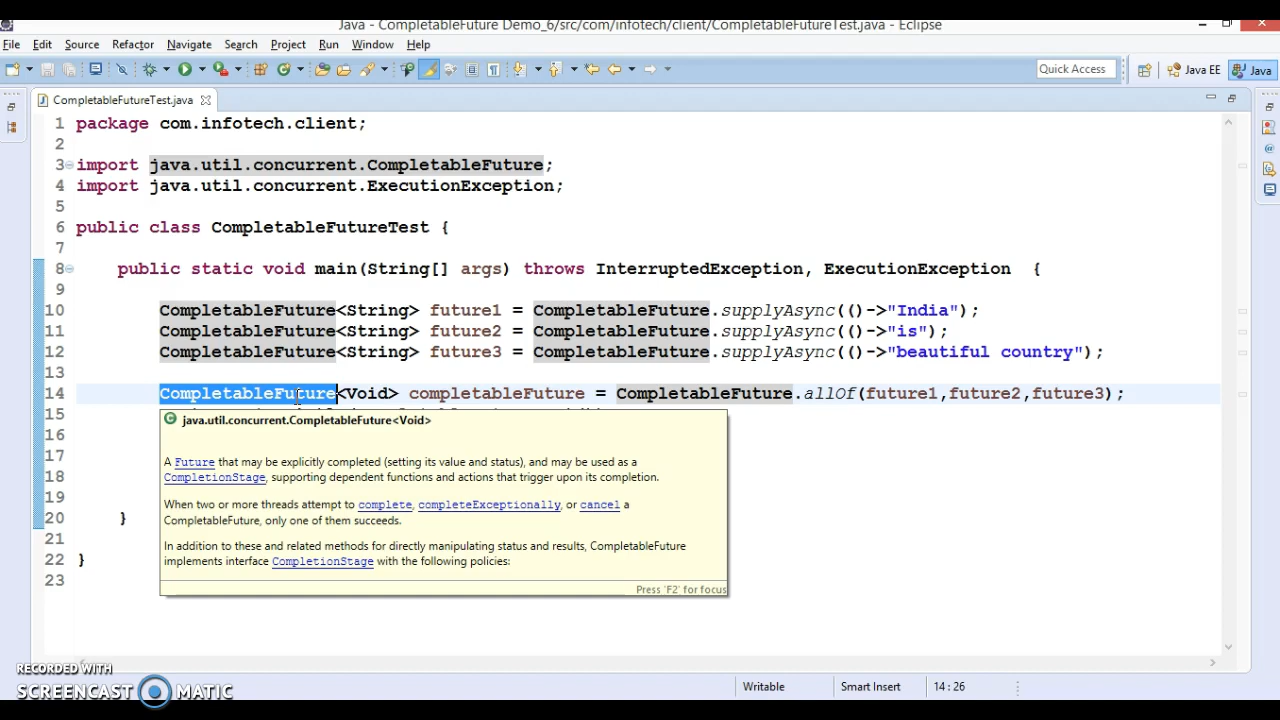 Java - CompletableFuture Demo_6/src/com/infotech/client/CompletableFutureTest.java - Eclipse
File Edit Source Refactor Navigate Search Project Run Window Help
Quick Access Java EE Java
CompletableFutureTest.java
1 package com.infotech.client;
2
3 import java.util.concurrent.CompletableFuture;
4 import java.util.concurrent.ExecutionException;
5
6 public class CompletableFutureTest {
7
8 public static void main(String[] args) throws InterruptedException, ExecutionException {
9
10 CompletableFuture<String> future1 = CompletableFuture.supplyAsync(()->"India");
11 CompletableFuture<String> future2 = CompletableFuture.supplyAsync(()->"is");
12 CompletableFuture<String> future3 = CompletableFuture.supplyAsync(()->"beautiful country");
13
14 CompletableFuture<Void> completableFuture = CompletableFuture.allOf(future1,future2,future3);
15
java.util.concurrent.CompletableFuture<Void>
16
17
A Future that may be explicitly completed (setting its value and status), and may be used as a
18 CompletionStage, supporting dependent functions and actions that trigger upon its completion.
19
When two or more threads attempt to complete, completeExceptionally, or cancel a
20 } CompletableFuture, only one of them succeeds.
21
In addition to these and related methods for directly manipulating status and results, CompletableFuture
22 } implements interface CompletionStage with the following policies:
23
Press 'F2' for focus
RECORDED WITH
SCREENCAST MATIC
Writable Smart Insert 14 : 26